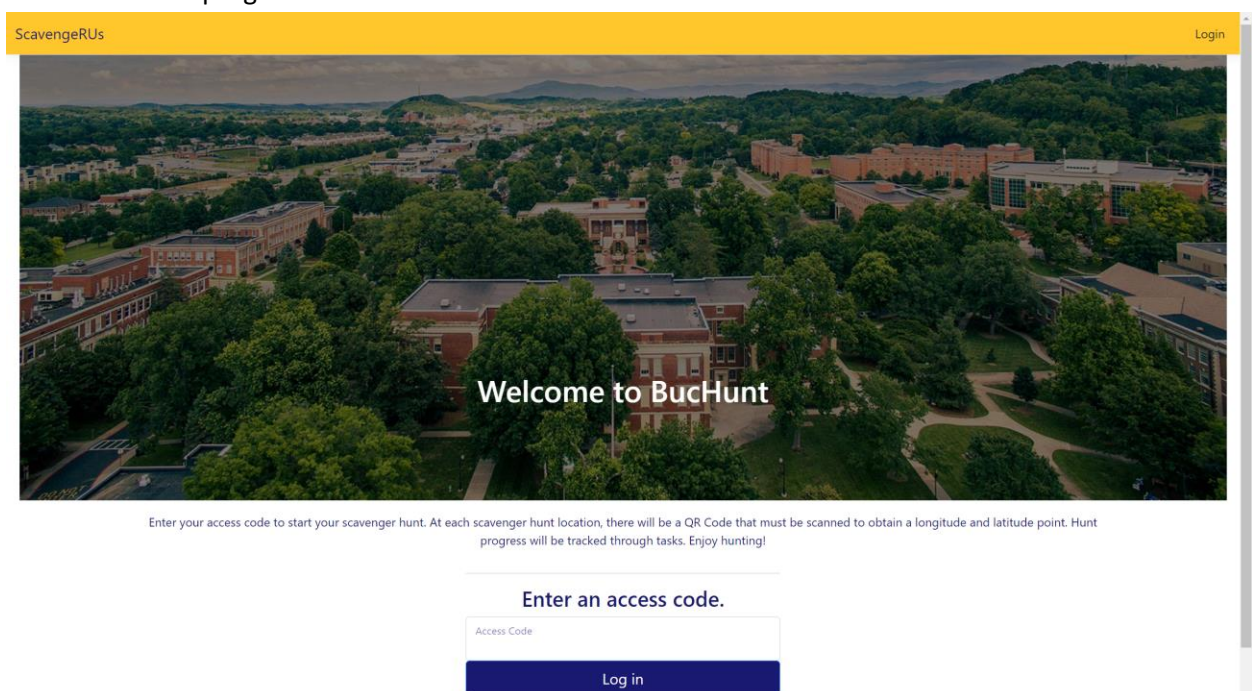 ScavengeRUs
Login
Welcome to BucHunt
Enter your access code to start your scavenger hunt. At each scavenger hunt location, there will be a QR Code that must be scanned to obtain a longitude and latitude point. Hunt
progress will be tracked through tasks. Enjoy hunting!
Enter an access code.
Access Code
Log in